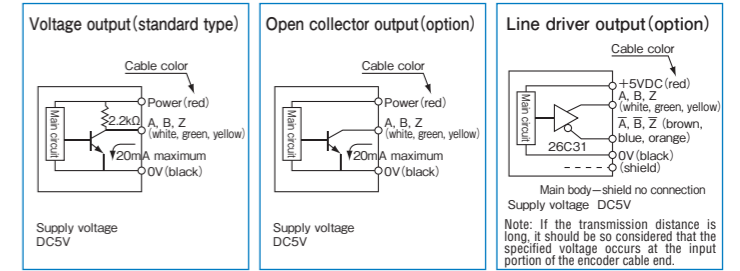 Voltage output(standard type)
Cable color
Main circuit
Power(red)
2.2kΩ
A, B, Z
(white, green, yellow)
20mA maximum
0V(black)
Supply voltage
DC5V
Open collector output(option)
Cable color
Main circuit
Power(red)
A, B, Z
(white, green, yellow)
20mA maximum
0V(black)
Supply voltage
DC5V
Line driver output(option)
Cable color
Main circuit
+5VDC(red)
A, B, Z
(white, green, yellow)
A̅, B̅, Z̅ (brown,
blue, orange)
26C31
0V(black)
(shield)
Main body—shield no connection
Supply voltage DC5V
Note: If the transmission distance is
long, it should be so considered that the
specified voltage occurs at the input
portion of the encoder cable end.